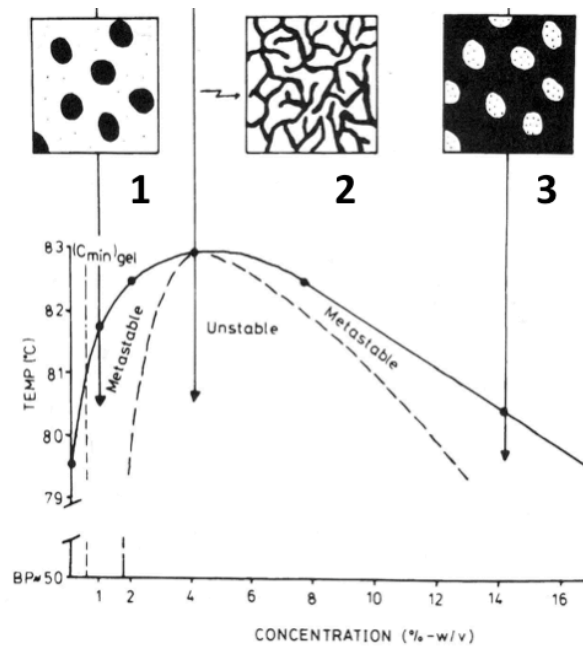 1
2
3
(Cmin)gel
83
82
81
80
79
TEMP (°C)
Metastable
Unstable
Metastable
BP≈50
1 2 4 6 8 10 12 14 16
CONCENTRATION (%-w/v)